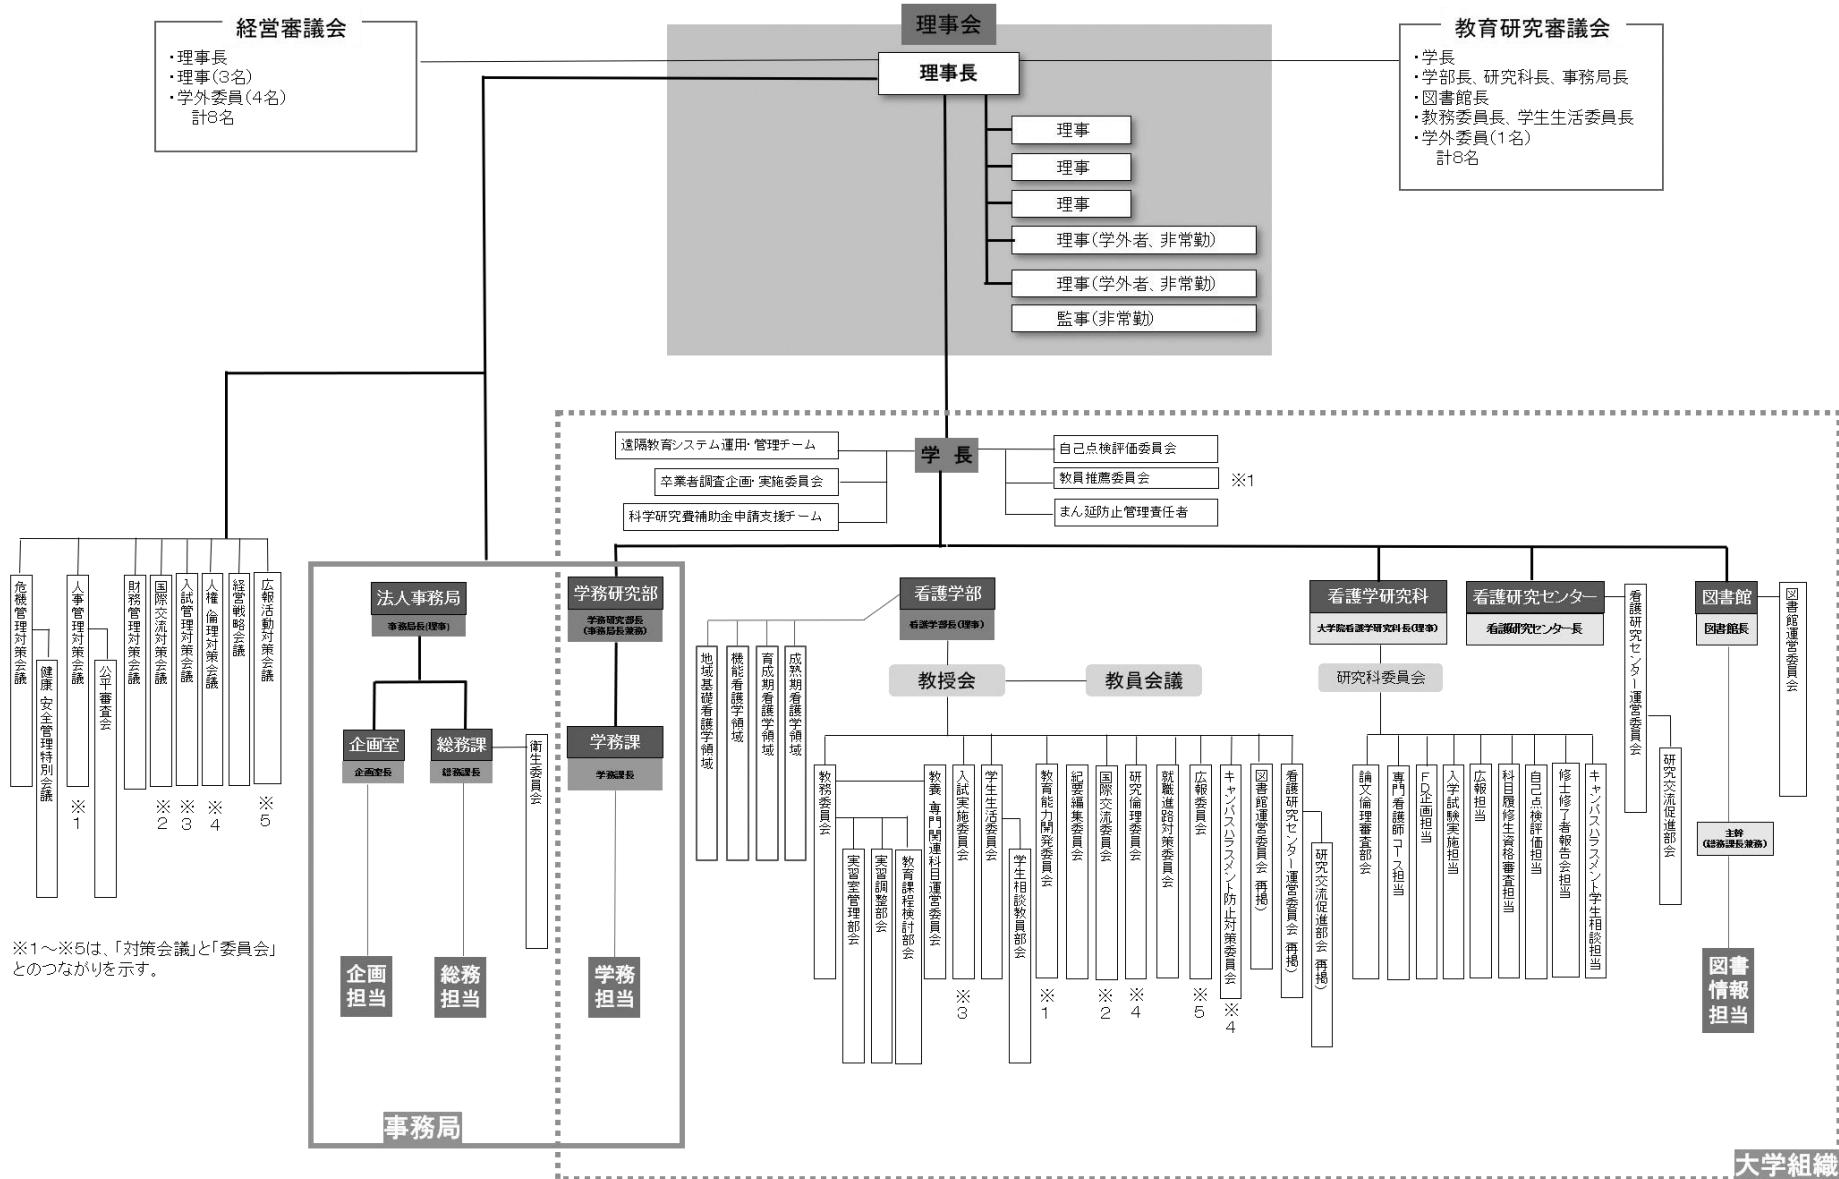 経営審議会
・理事長
・理事(3名)
・学外委員(4名)
計8名
理事会
理事長
理事
理事
理事
理事(学外者、非常勤)
理事(学外者、非常勤)
監事(非常勤)
教育研究審議会
・学長
・学部長、研究科長、事務局長
・図書館長
・教務委員長、学生生活委員長
・学外委員(1名)
計8名
遠隔教育システム運用・管理チーム
卒業者調査企画・実施委員会
科学研究費補助金申請支援チーム
学 長
自己点検評価委員会
教員推薦委員会
※1
まん延防止管理責任者
危機管理対策会議
健康 安全管理特別会議
人事管理対策会議
※1
公平審査会
財務管理対策会議
国際交流対策会議
※2
入試管理対策会議
※3
人権 倫理対策会議
※4
経営戦略会議
広報活動対策会議
※5
※1～※5は、「対策会議」と「委員会」
とのつながりを示す。
法人事務局
事務局長(理事)
企画室
企画室長
総務課
総務課長
衛生委員会
企画
担当
総務
担当
学務研究部
学務研究部長
(事務局長兼務)
学務課
学務課長
学務
担当
事務局
看護学部
看護学部長(理事)
地域基礎看護学領域
機能看護学領域
育成期看護学領域
成熟期看護学領域
教授会
教員会議
教務委員会
実習室管理部会
実習調整部会
教育課程検討部会
教養 専門関連科目運営委員会
入試実施委員会
※3
学生生活委員会
学生相談教員部会
教育能力開発委員会
※1
紀要編集委員会
国際交流委員会
※2
研究倫理委員会
※4
就職進路対策委員会
広報委員会
※5
キャンパスハラスメント防止対策委員会
※4
図書館運営委員会(再掲)
看護研究センター運営委員会(再掲)
研究交流促進部会(再掲)
看護学研究科
大学院看護学研究科長(理事)
研究科委員会
論文倫理審査部会
専門看護師コース担当
FD企画担当
入学試験実施担当
広報担当
科目履修生資格審査担当
自己点検評価担当
修士修了者報告会担当
キャンパスハラスメント学生相談担当
看護研究センター
看護研究センター長
看護研究センター運営委員会
研究交流促進部会
図書館
図書館長
図書館運営委員会
主幹
(総務課長兼務)
図書
情報
担当
大学組織